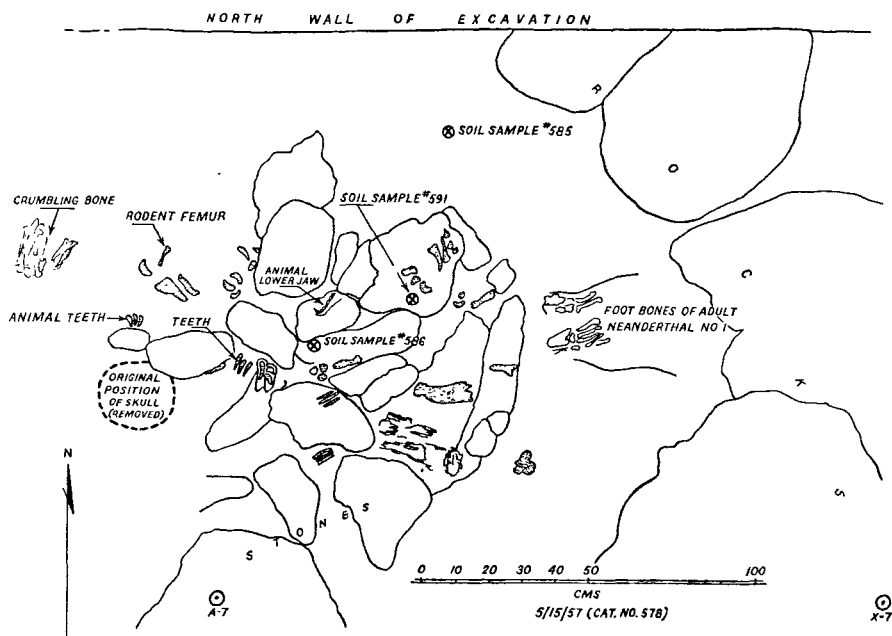 NORTH WALL OF EXCAVATION
SOIL SAMPLE #585
CRUMBLING BONE
RODENT FEMUR
SOIL SAMPLE #591
ANIMAL
LOWER JAW
ANIMAL TEETH
TEETH
SOIL SAMPLE #586
FOOT BONES OF ADULT
NEANDERTHAL NO 1
ORIGINAL
POSITION
OF SKULL
(REMOVED)
ROCKS
N
STONES
0 10 20 30 40 50 100
CMS
5/15/57 (CAT. NO. 578)
A-7
X-7